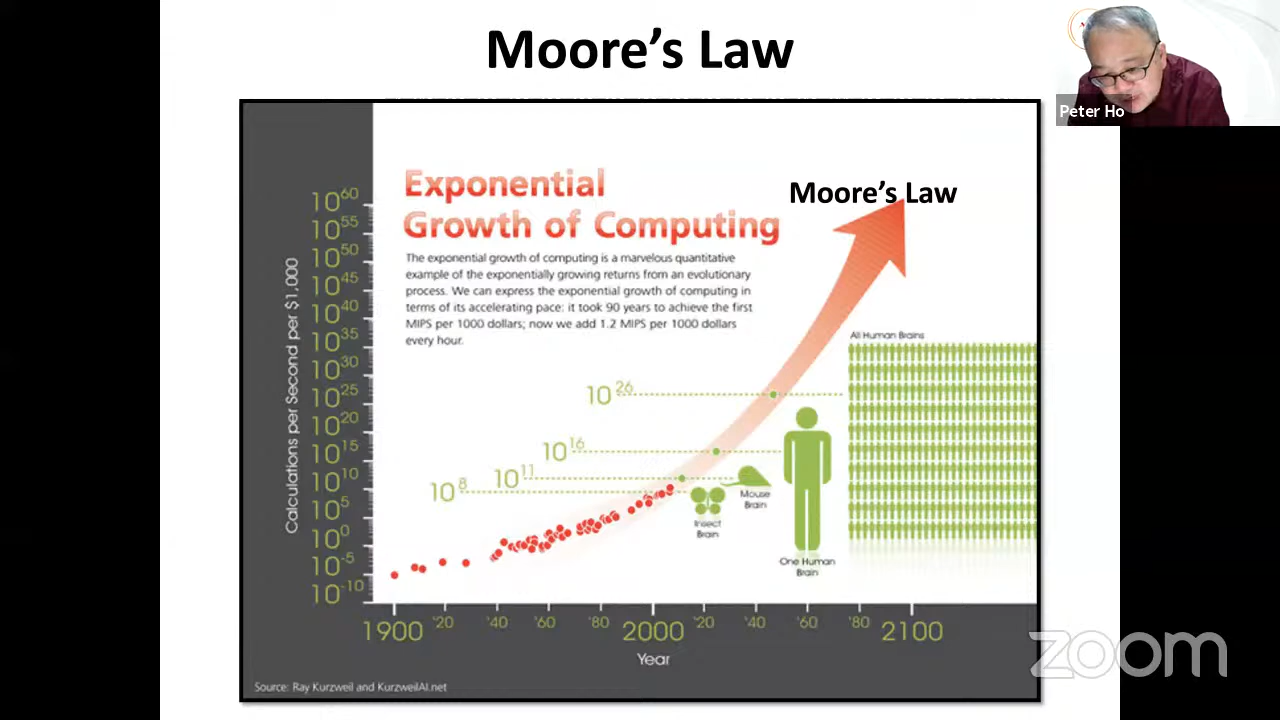 Moore's Law
Peter Ho
Exponential
Growth of Computing
Moore's Law
The exponential growth of computing is a marvelous quantitative
example of the exponentially growing returns from an evolutionary
process. We can express the exponential growth of computing in
terms of its accelerating pace: it took 90 years to achieve the first
MIPS per 1000 dollars; now we add 1.2 MIPS per 1000 dollars
every hour.
Calculations per Second per $1,000
10^60
10^55
10^50
10^45
10^40
10^35
10^30
10^25
10^20
10^15
10^10
10^5
10^0
10^-5
10^-10
All Human Brains
10^26
10^16
10^11
10^8
Mouse
Brain
Insect
Brain
One Human
Brain
1900 '20 '40 '60 '80 2000 '20 '40 '60 '80 2100
Year
Source: Ray Kurzweil and KurzweilAI.net
zoom